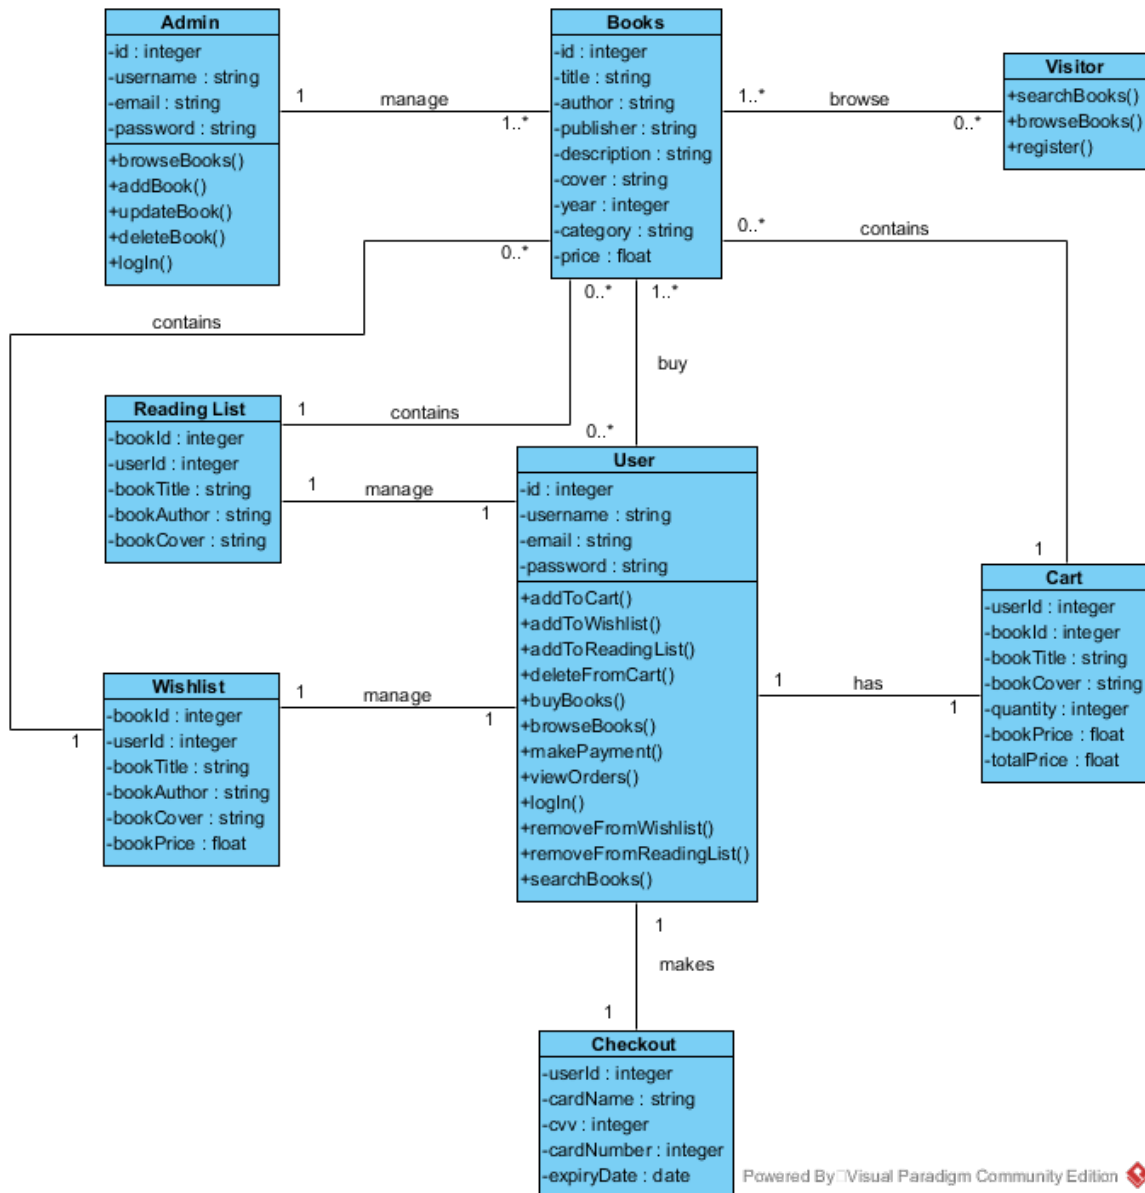 Admin
-id : integer
-username : string
-email : string
-password : string
+browseBooks()
+addBook()
+updateBook()
+deleteBook()
+logIn()
1
manage
1..*
Books
-id : integer
-title : string
-author : string
-publisher : string
-description : string
-cover : string
-year : integer
-category : string
-price : float
1..*
browse
0..*
Visitor
+searchBooks()
+browseBooks()
+register()
0..*
contains
1
0..*
contains
1
0..*
1
contains
1..*
buy
0..*
Reading List
-bookId : integer
-userId : integer
-bookTitle : string
-bookAuthor : string
-bookCover : string
1
manage
1
User
-id : integer
-username : string
-email : string
-password : string
+addToCart()
+addToWishlist()
+addToReadingList()
+deleteFromCart()
+buyBooks()
+browseBooks()
+makePayment()
+viewOrders()
+logIn()
+removeFromWishlist()
+removeFromReadingList()
+searchBooks()
Cart
-userId : integer
-bookId : integer
-bookTitle : string
-bookCover : string
-quantity : integer
-bookPrice : float
-totalPrice : float
1
has
1
Wishlist
-bookId : integer
-userId : integer
-bookTitle : string
-bookAuthor : string
-bookCover : string
-bookPrice : float
1
manage
1
1
makes
1
Checkout
-userId : integer
-cardName : string
-cvv : integer
-cardNumber : integer
-expiryDate : date
Powered By Visual Paradigm Community Edition